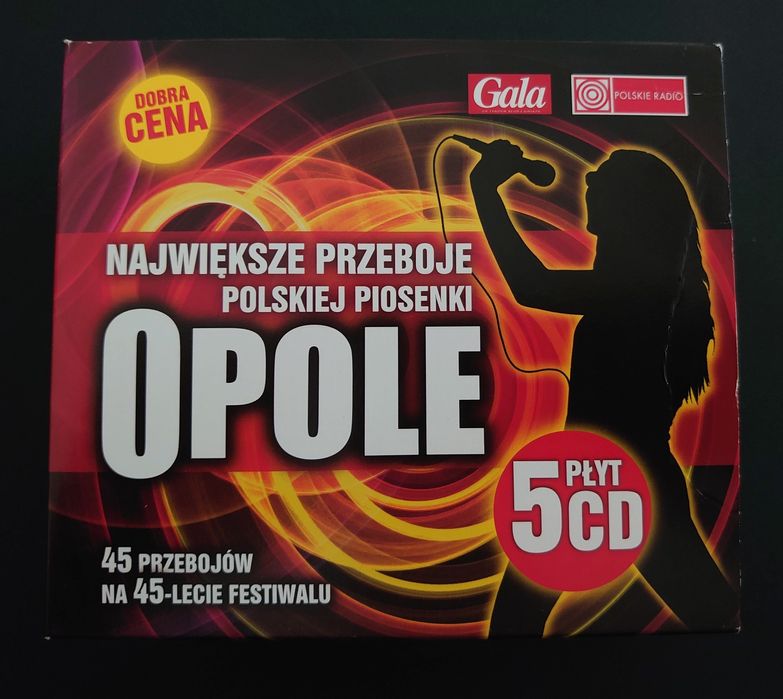 DOBRA
CENA
Gala
POLSKIE RADIO
NAJWIĘKSZE PRZEBOJE
POLSKIEJ PIOSENKI
OPOLE
5 PŁYT
CD
45 PRZEBOJÓW
NA 45-LECIE FESTIWALU